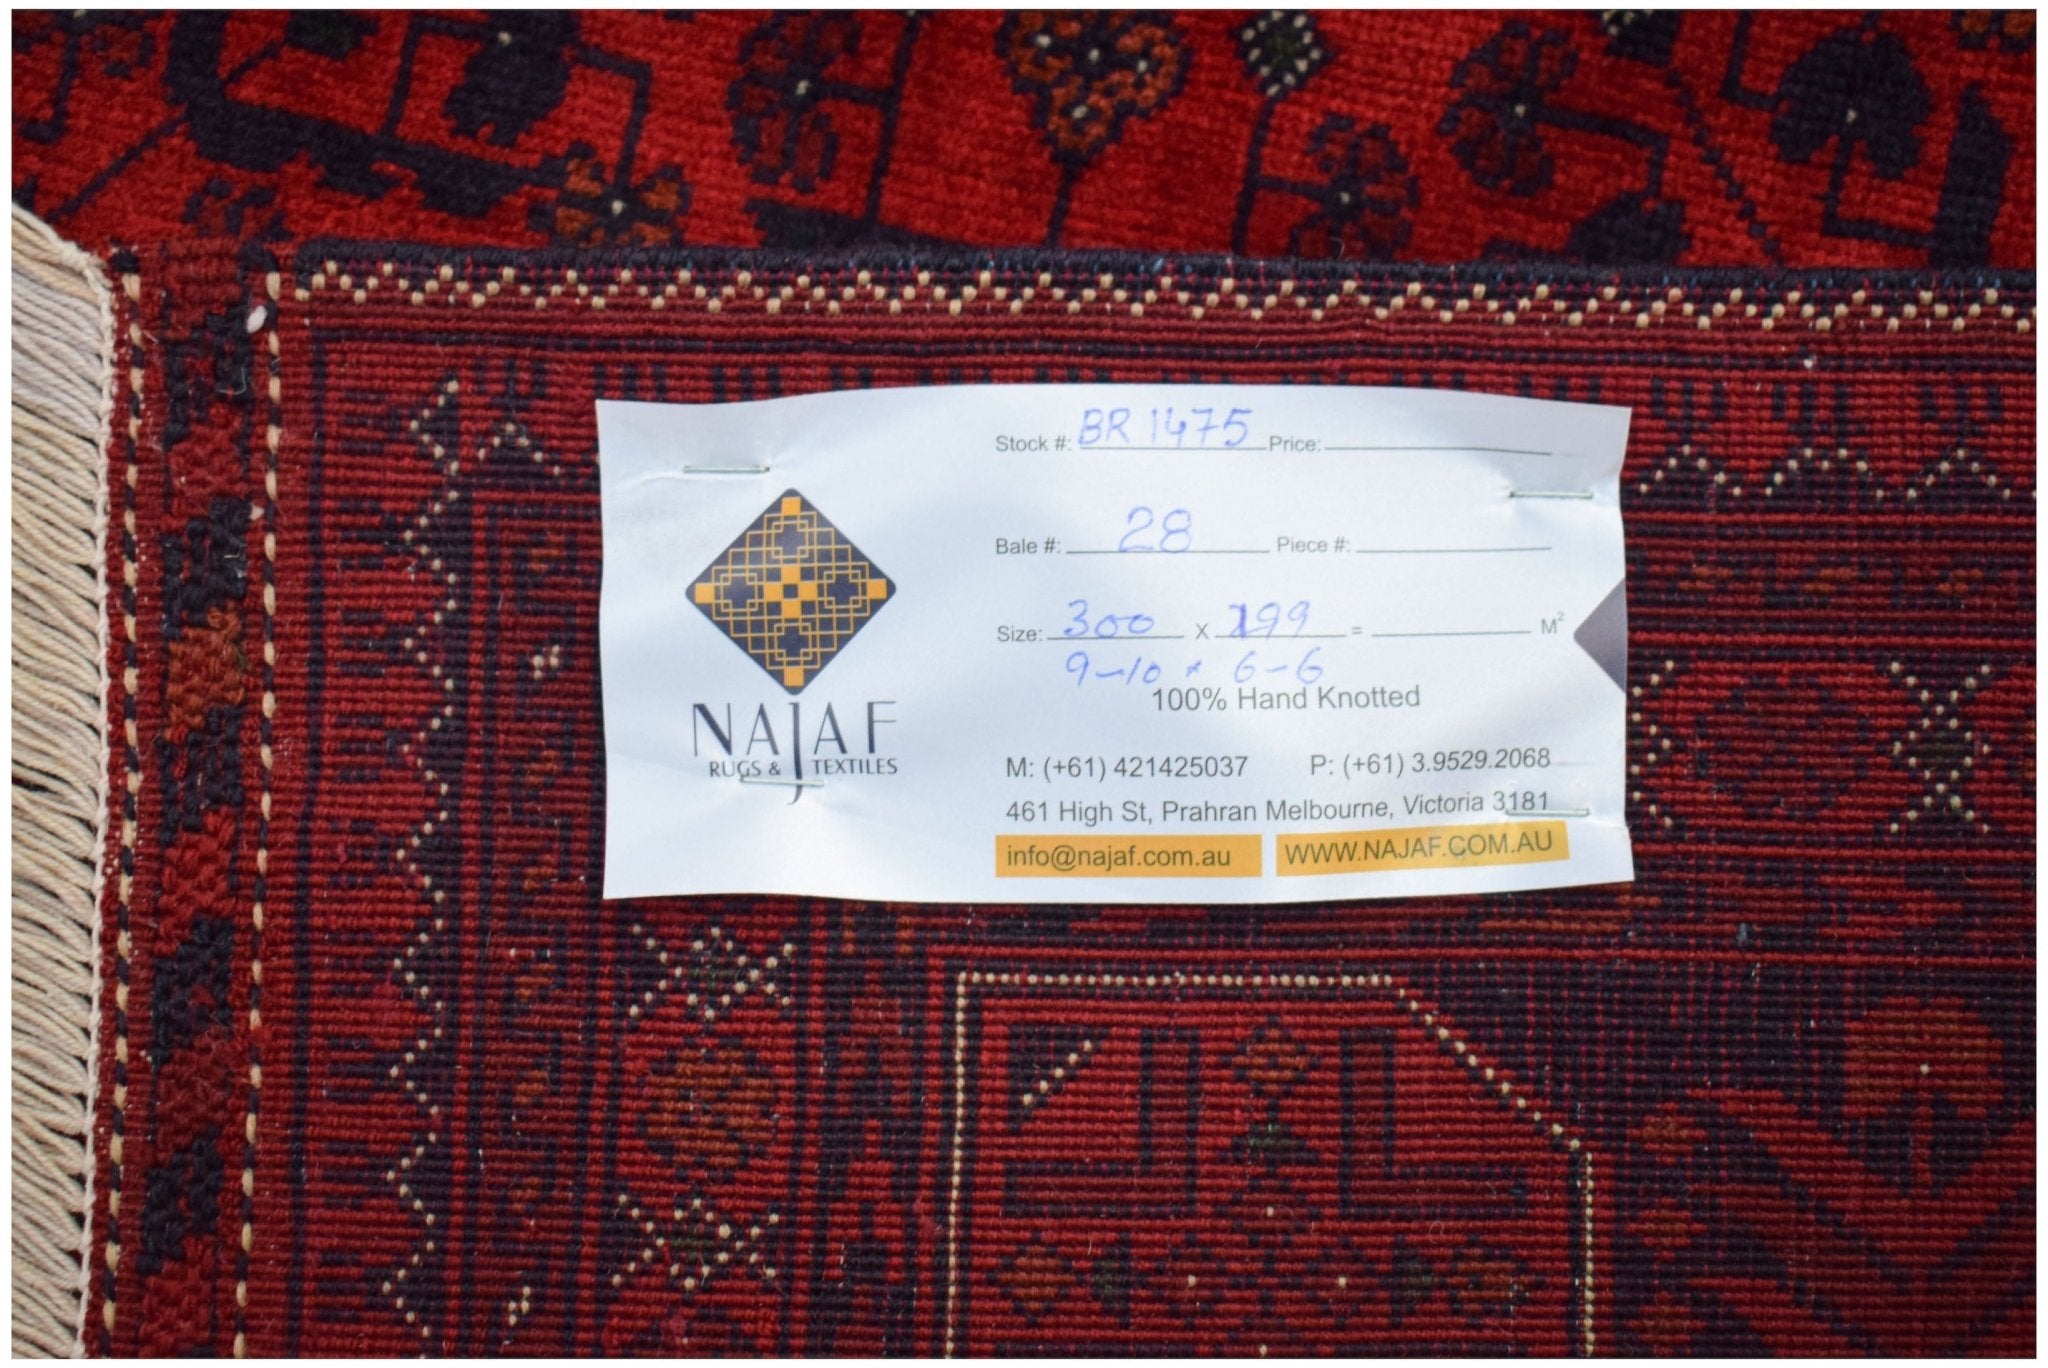 Stock #: BR 1475 Price:
Bale #: 28 Piece #:
Size: 300 X 199 = M²
9-10 x 6-6
100% Hand Knotted
NAJAF
RUGS & TEXTILES
M: (+61) 421425037 P: (+61) 3.9529.2068
461 High St, Prahran Melbourne, Victoria 3181
info@najaf.com.au WWW.NAJAF.COM.AU